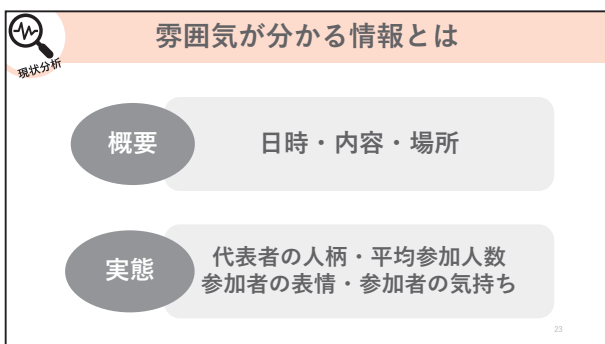 雰囲気が分かる情報とは
現状分析
概要
日時・内容・場所
実態
代表者の人柄・平均参加人数
参加者の表情・参加者の気持ち
23